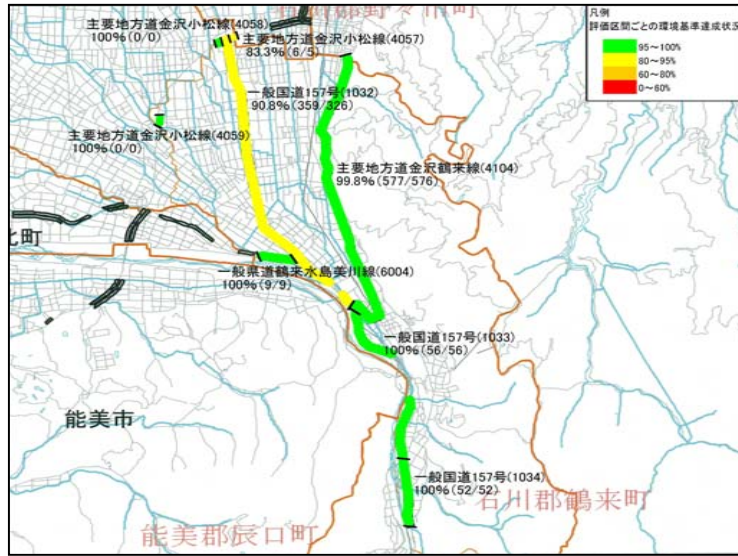 凡例
評価区間ごとの環境基準達成状況
95～100%
80～95%
60～80%
0～60%
主要地方道金沢小松線(4058)
100%(0/0)
主要地方道金沢小松線(4057)
83.3%(6/5)
一般国道157号(1032)
90.8%(359/326)
主要地方道金沢小松線(4059)
100%(0/0)
主要地方道金沢鶴来線(4104)
99.8%(577/576)
一般県道鶴来水島美川線(6004)
100%(9/9)
一般国道157号(1033)
100%(56/56)
能美市
一般国道157号(1034)
100%(52/52)
石川郡鶴来町
能美郡辰口町